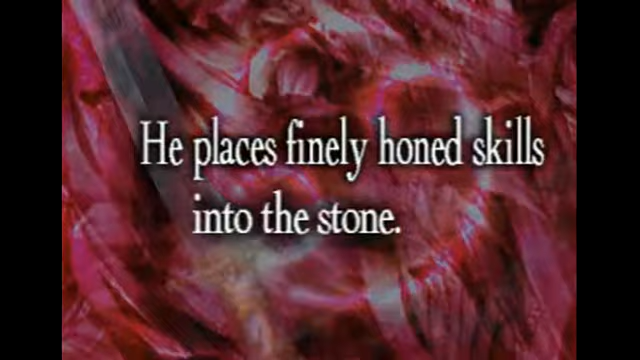 He places finely honed skills
into the stone.